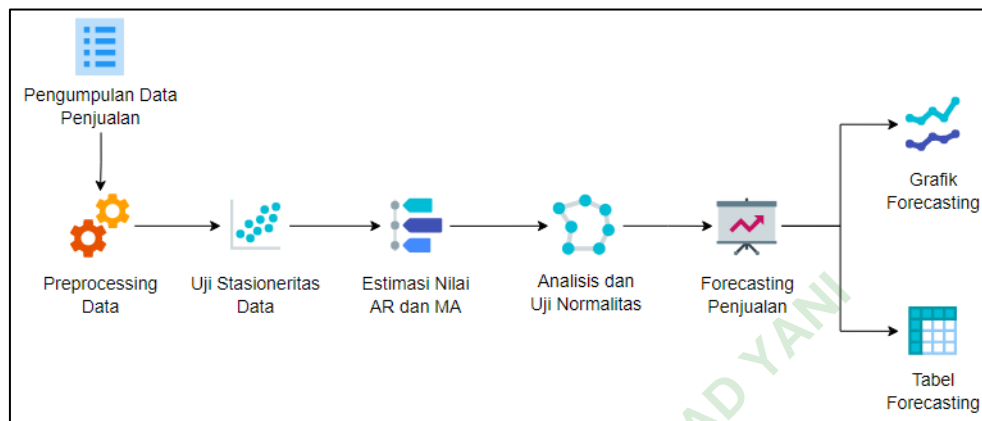 Pengumpulan Data
Penjualan
Preprocessing
Data
Uji Stasioneritas
Data
Estimasi Nilai
AR dan MA
Analisis dan
Uji Normalitas
Forecasting
Penjualan
Grafik
Forecasting
Tabel
Forecasting
AD YANI